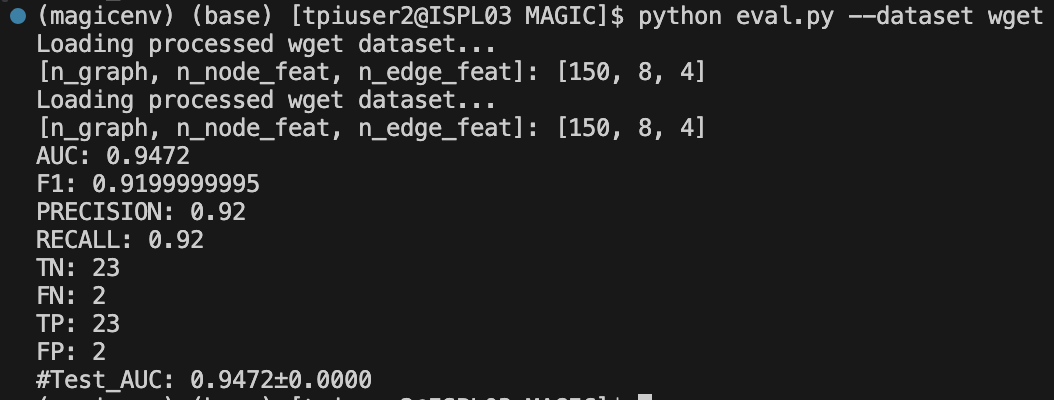 (magicenv) (base) [tpiuser2@ISPL03 MAGIC]$ python eval.py --dataset wget
Loading processed wget dataset...
[n_graph, n_node_feat, n_edge_feat]: [150, 8, 4]
Loading processed wget dataset...
[n_graph, n_node_feat, n_edge_feat]: [150, 8, 4]
AUC: 0.9472
F1: 0.9199999995
PRECISION: 0.92
RECALL: 0.92
TN: 23
FN: 2
TP: 23
FP: 2
#Test_AUC: 0.9472±0.0000